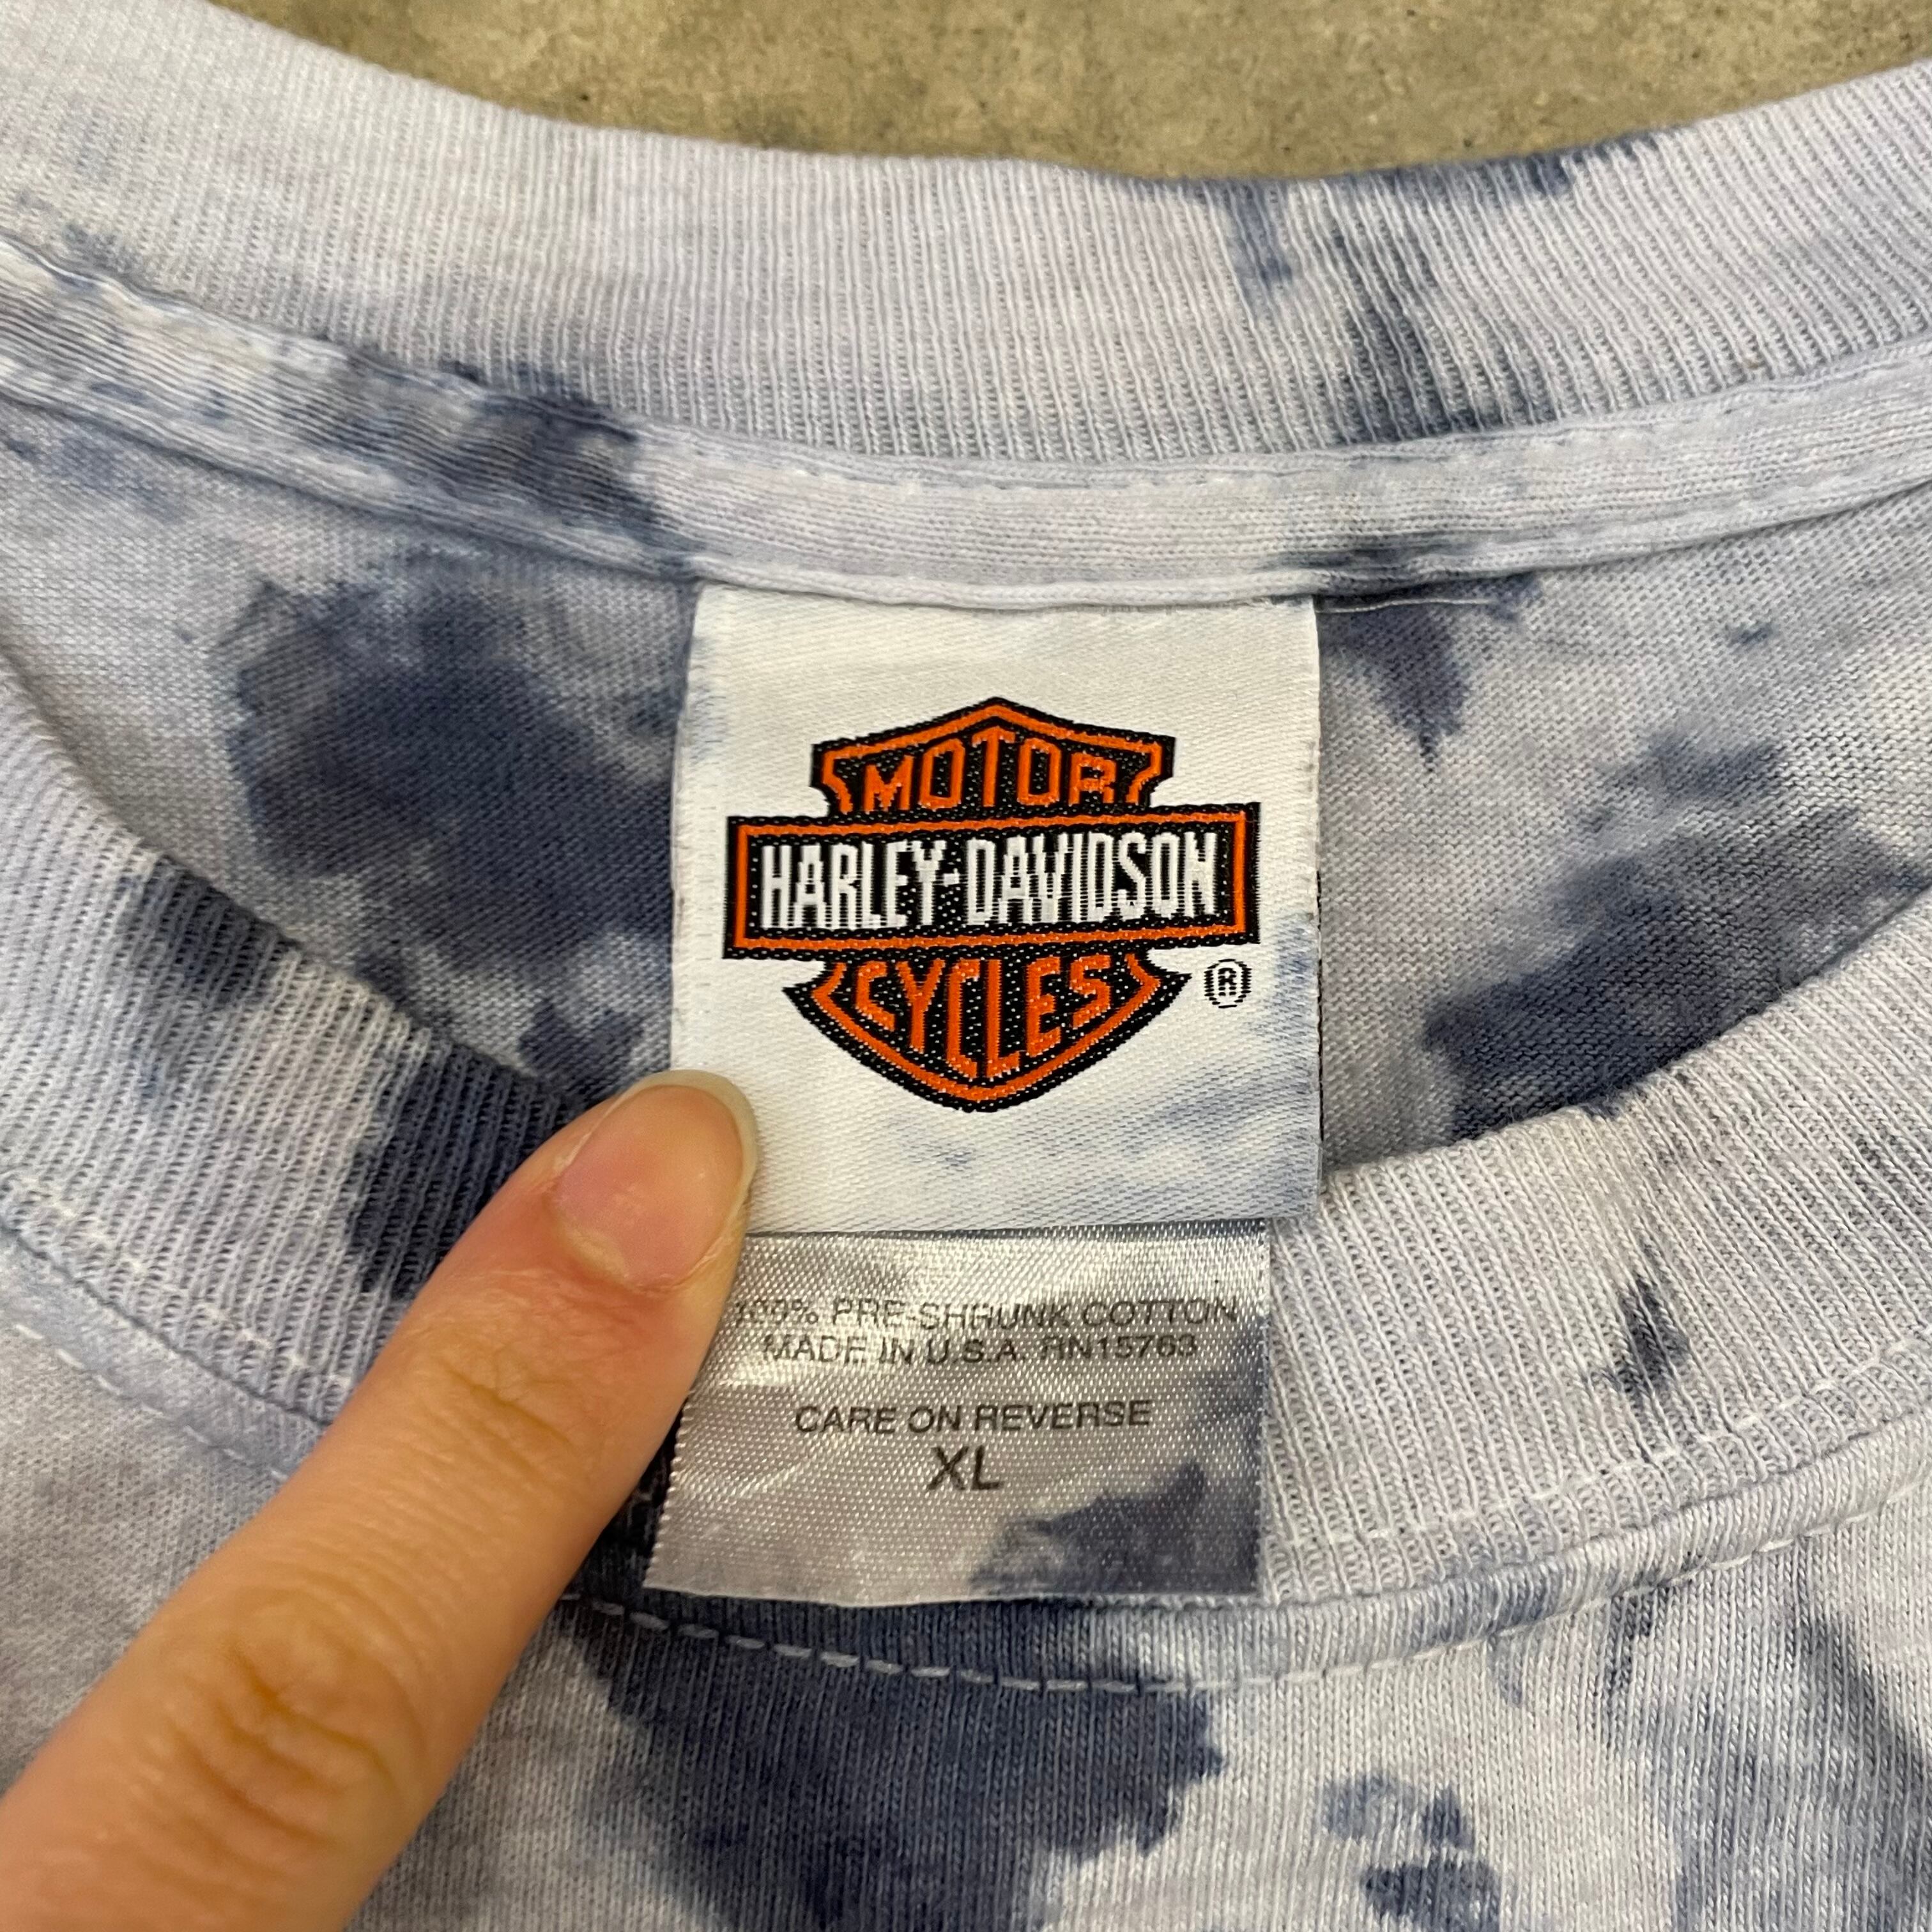 MOTOR
HARLEY-DAVIDSON
CYCLES
®
100% PRE-SHRUNK COTTON
MADE IN U.S.A. RN15763
CARE ON REVERSE
XL